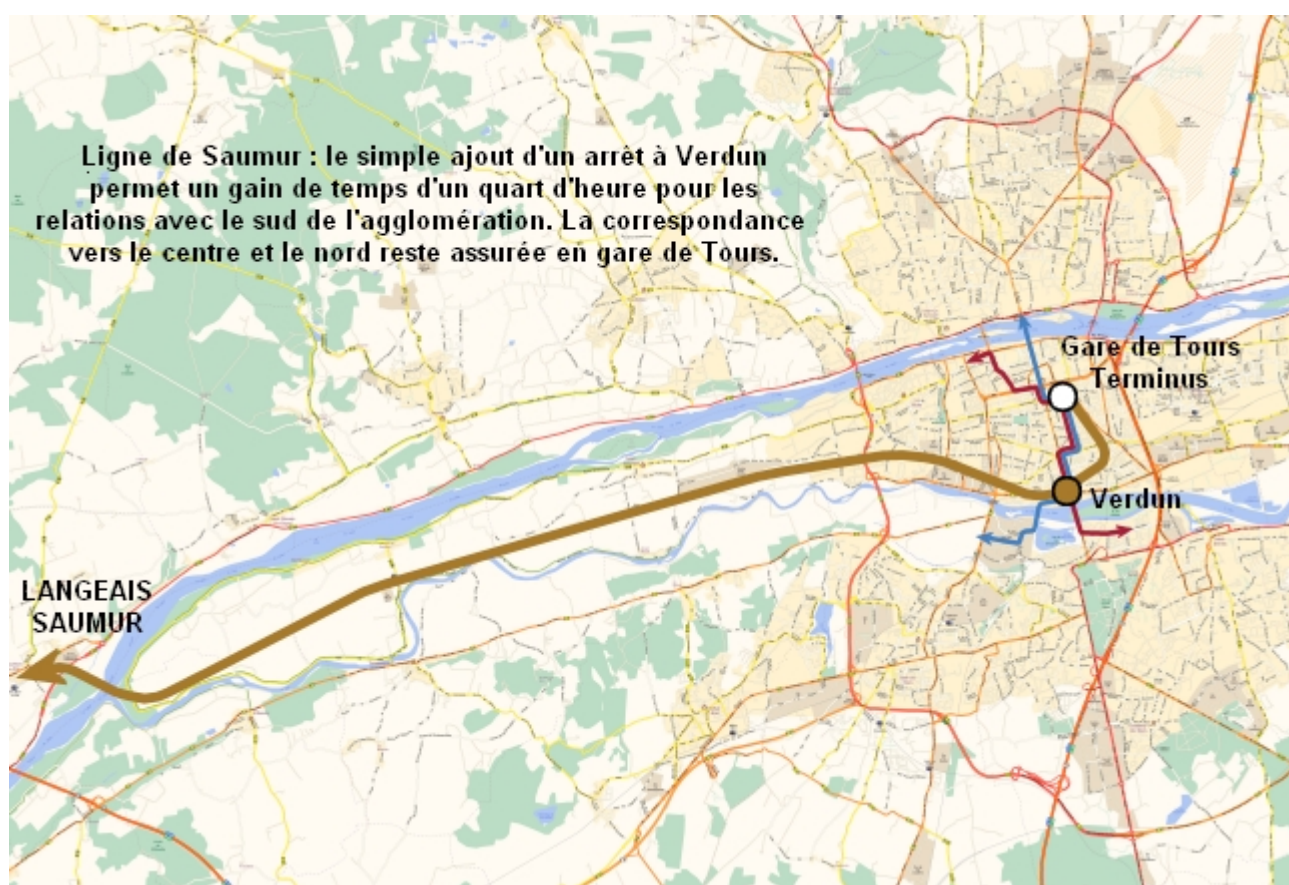 Ligne de Saumur : le simple ajout d'un arrêt à Verdun
permet un gain de temps d'un quart d'heure pour les
relations avec le sud de l'agglomération. La correspondance
vers le centre et le nord reste assurée en gare de Tours.
Gare de Tours
Terminus
Verdun
LANGEAIS
SAUMUR